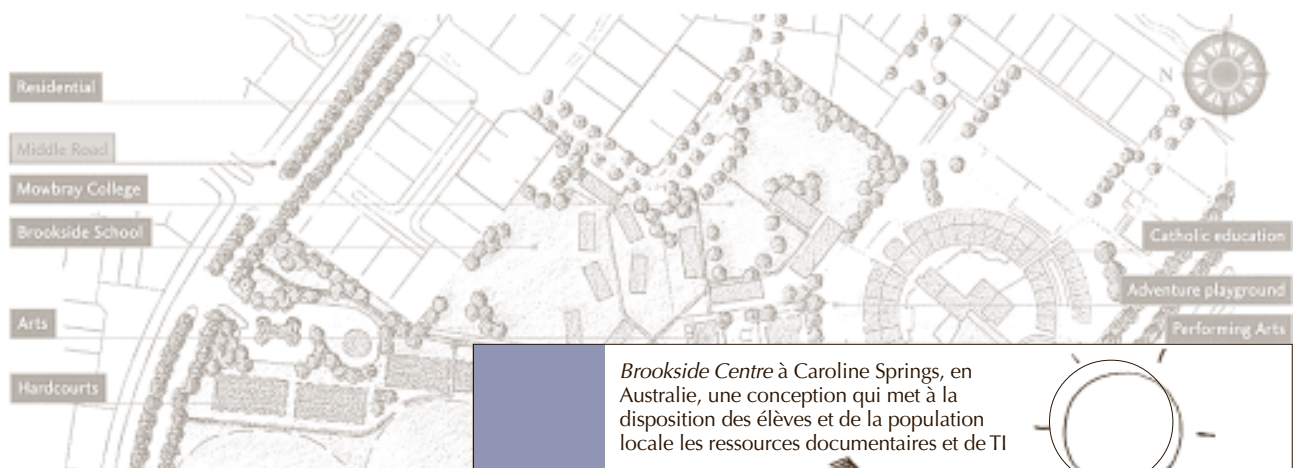 Residential
N
Middle Road
Mowbray College
Brookside School
Catholic education
Adventure playground
Arts
Performing Arts
Hardcourts
Brookside Centre à Caroline Springs, en
Australie, une conception qui met à la
disposition des élèves et de la population
locale les ressources documentaires et de TI